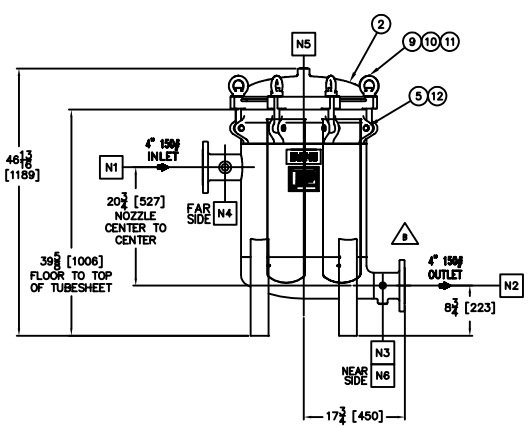 N5
2
9 10 11
5 12
46 13/16
[1189]
4" 150#
INLET
N1
20 3/4 [527]
NOZZLE
CENTER TO
CENTER
FAR
SIDE
N4
39 5/8 [1006]
FLOOR TO TOP
OF TUBESHEET
B
4" 150#
OUTLET
N2
8 3/4 [223]
N3
NEAR
SIDE
N6
17 3/4 [450]